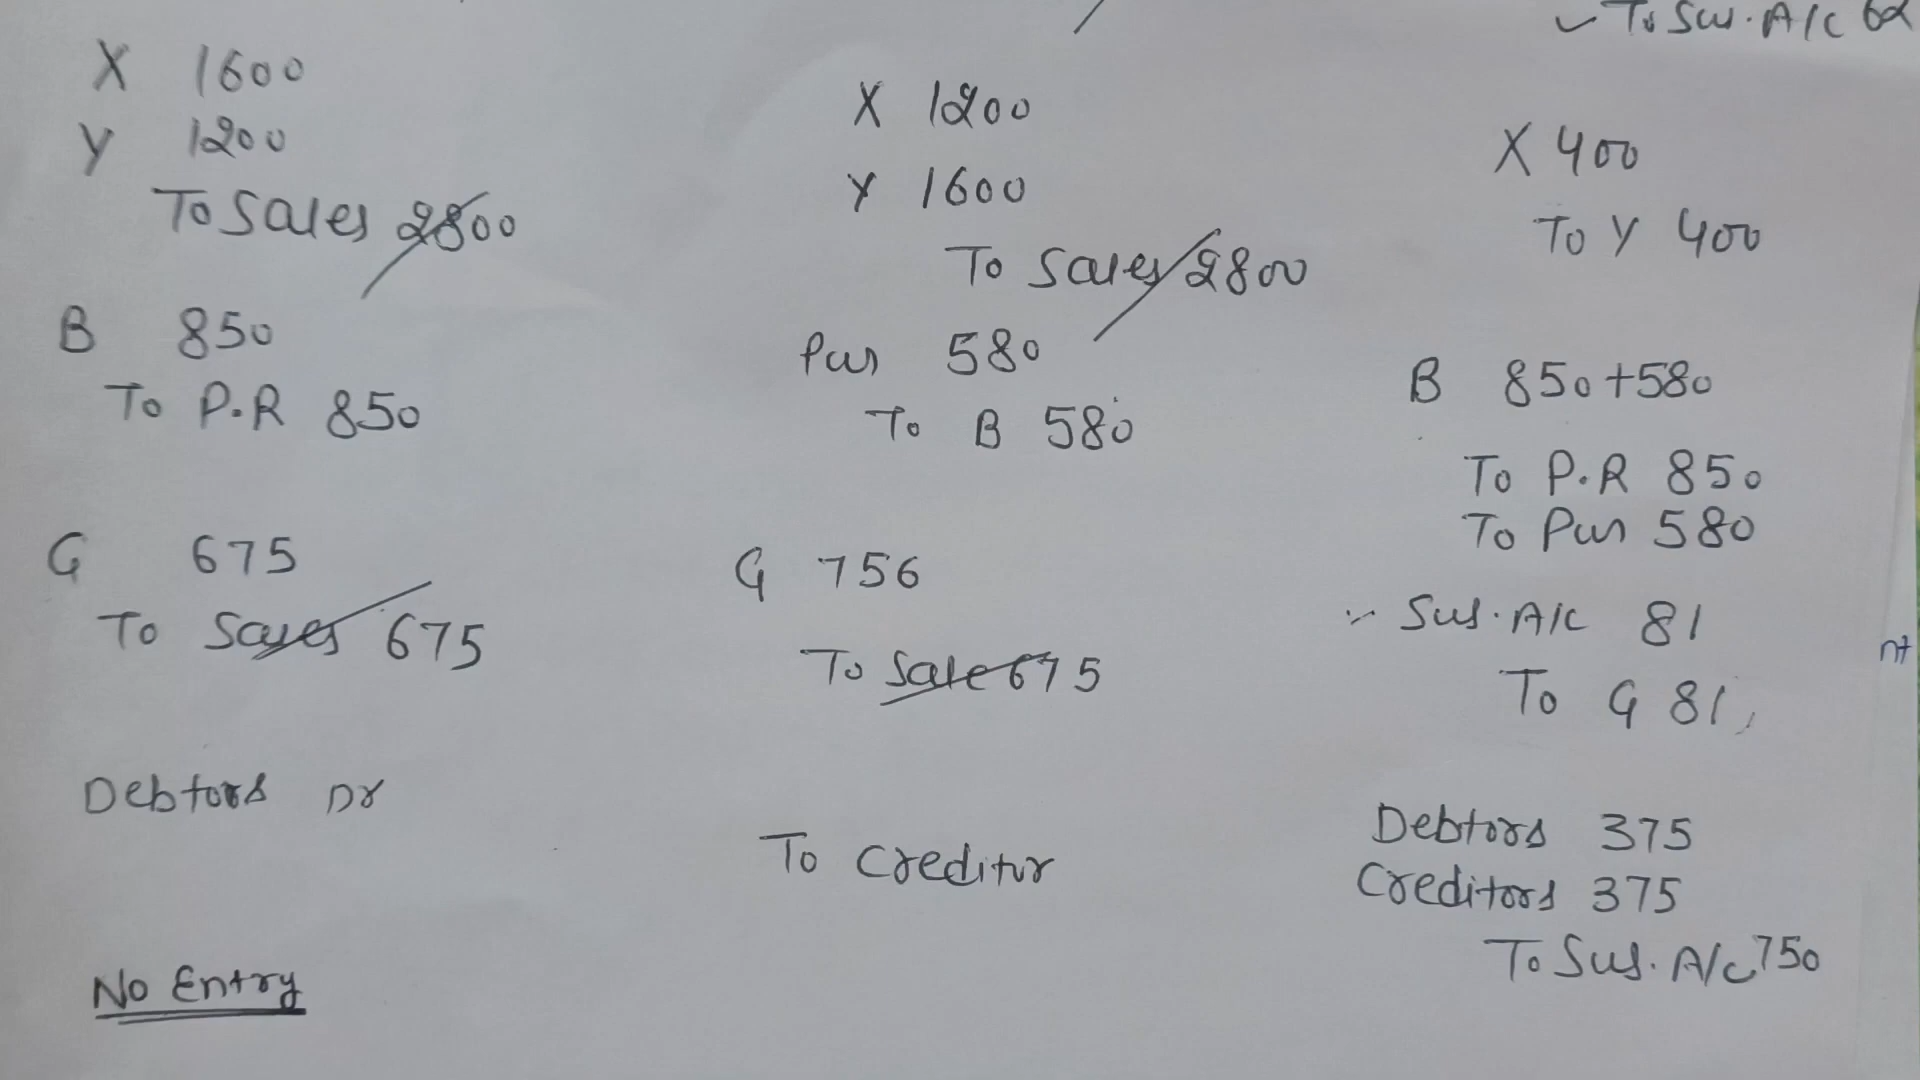 To Sus. A/c 62
X 1600
Y 1200
To Sales 2800
X 1200
Y 1600
To Sales 2800
X 400
To Y 400
B 850
To P.R 850
Pur 580
To B 580
B 850+580
To P.R 850
To Pur 580
G 675
To Sales 675
G 756
To Sale 675
Sus. A/c 81
To G 81
nt
Debtors Dr
To Creditor
Debtors 375
Creditors 375
To Sus. A/c 750
No Entry